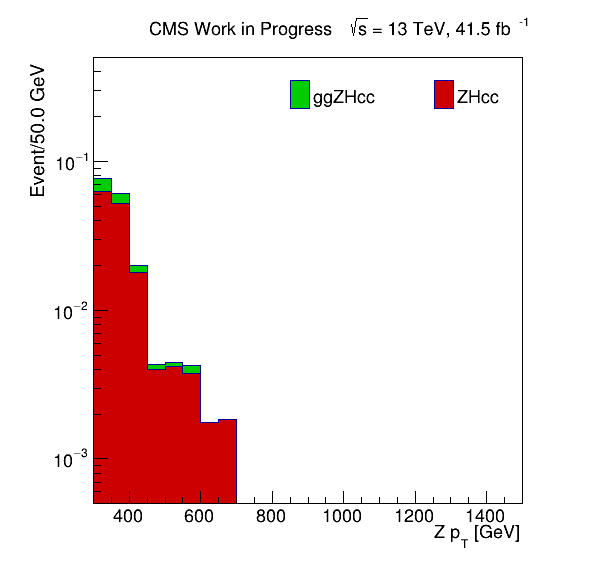 CMS Work in Progress √s = 13 TeV, 41.5 fb⁻¹
Event/50.0 GeV
ggZHcc ZHcc
10⁻¹
10⁻²
10⁻³
400 600 800 1000 1200 1400
Z p_T [GeV]